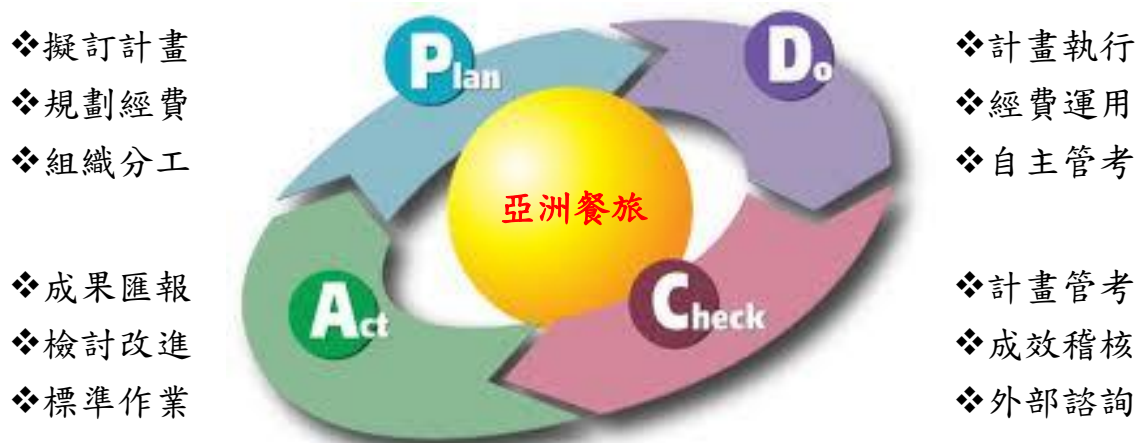 ❖擬訂計畫
❖規劃經費
❖組織分工
Plan
Do
❖計畫執行
❖經費運用
❖自主管考
亞洲餐旅
❖成果匯報
❖檢討改進
❖標準作業
Act
Check
❖計畫管考
❖成效稽核
❖外部諮詢